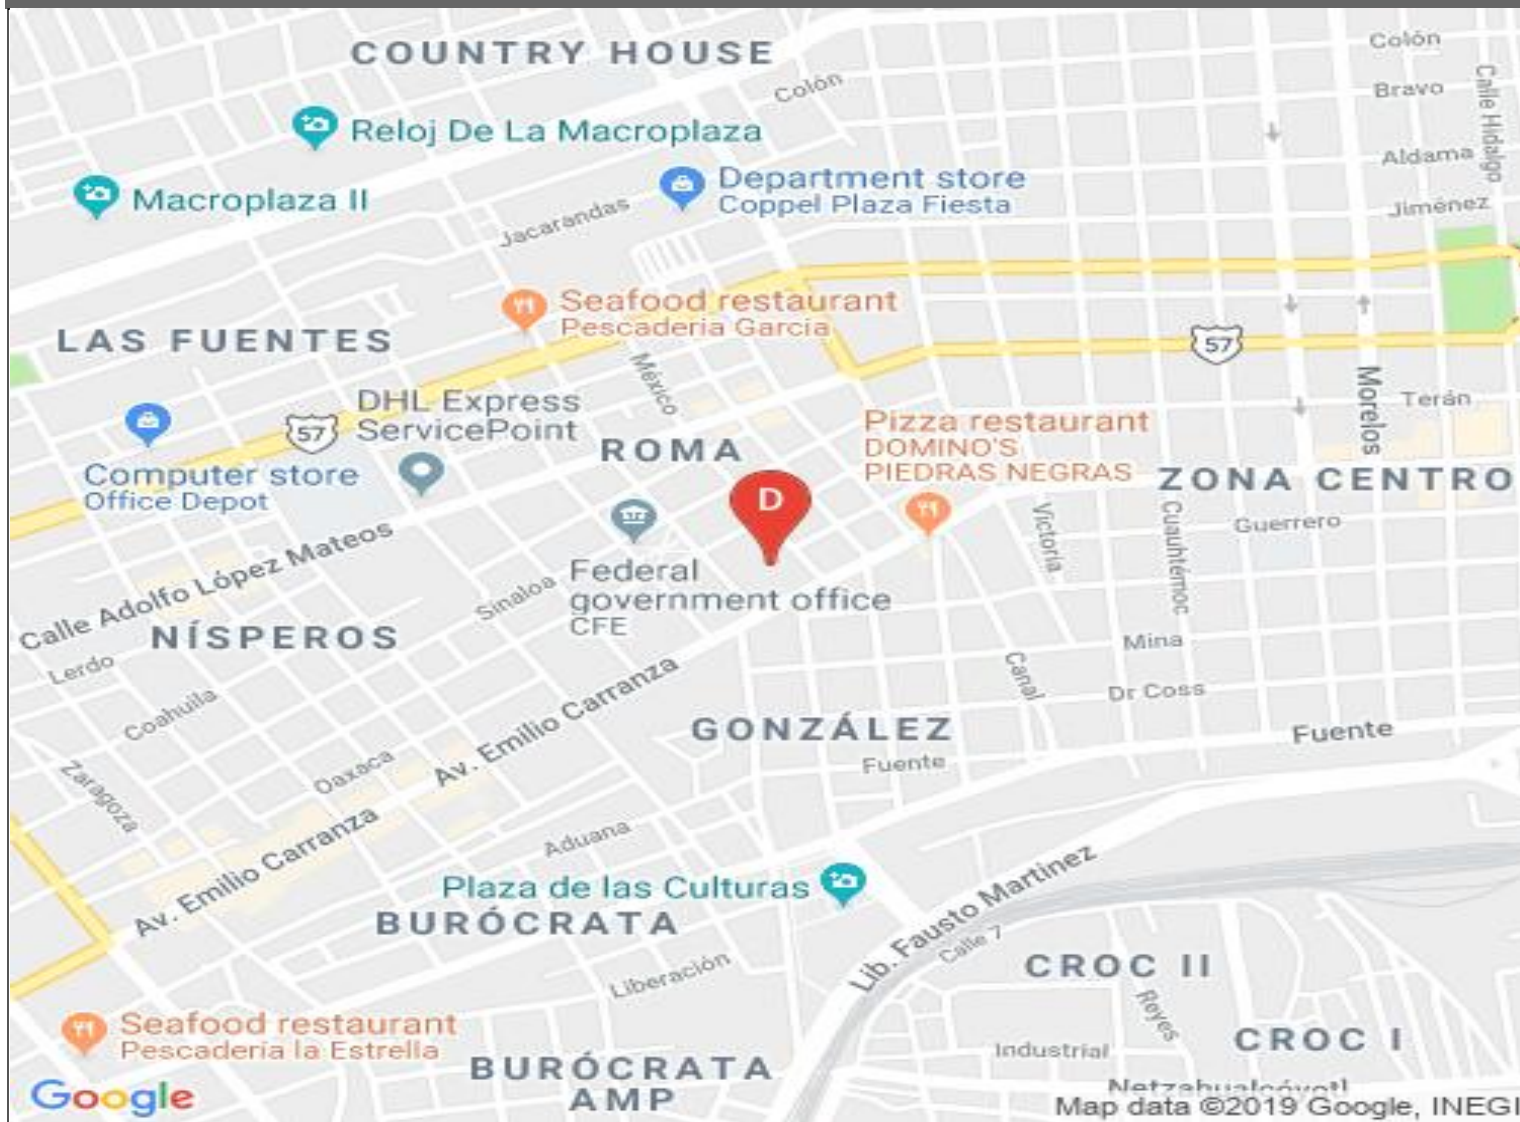 COUNTRY HOUSE
Colón
Colón
Bravo
Calle Hidalgo
Reloj De La Macroplaza
Aldama
Macroplaza II
Department store
Coppel Plaza Fiesta
Jiménez
Jacarandas
Seafood restaurant
Pescaderia Garcia
LAS FUENTES
57
México
DHL Express
ServicePoint
57
Morelos
Terán
Pizza restaurant
DOMINO'S
PIEDRAS NEGRAS
ROMA
Computer store
Office Depot
ZONA CENTRO
D
Victoria
Cuauhtémoc
Guerrero
Calle Adolfo López Mateos
Sinaloa
Federal
government office
CFE
NÍSPEROS
Lerdo
Mina
Canal
Dr Coss
Coahuila
Av. Emilio Carranza
GONZÁLEZ
Fuente
Fuente
Zaragoza
Oaxaca
Aduana
Av. Emilio Carranza
Plaza de las Culturas
BURÓCRATA
Lib. Fausto Martinez
Calle 7
CROC II
Liberación
Reyes
Seafood restaurant
Pescadería la Estrella
CROC I
Industrial
BURÓCRATA
AMP
Netzahualcóyotl
Google
Map data ©2019 Google, INEGI